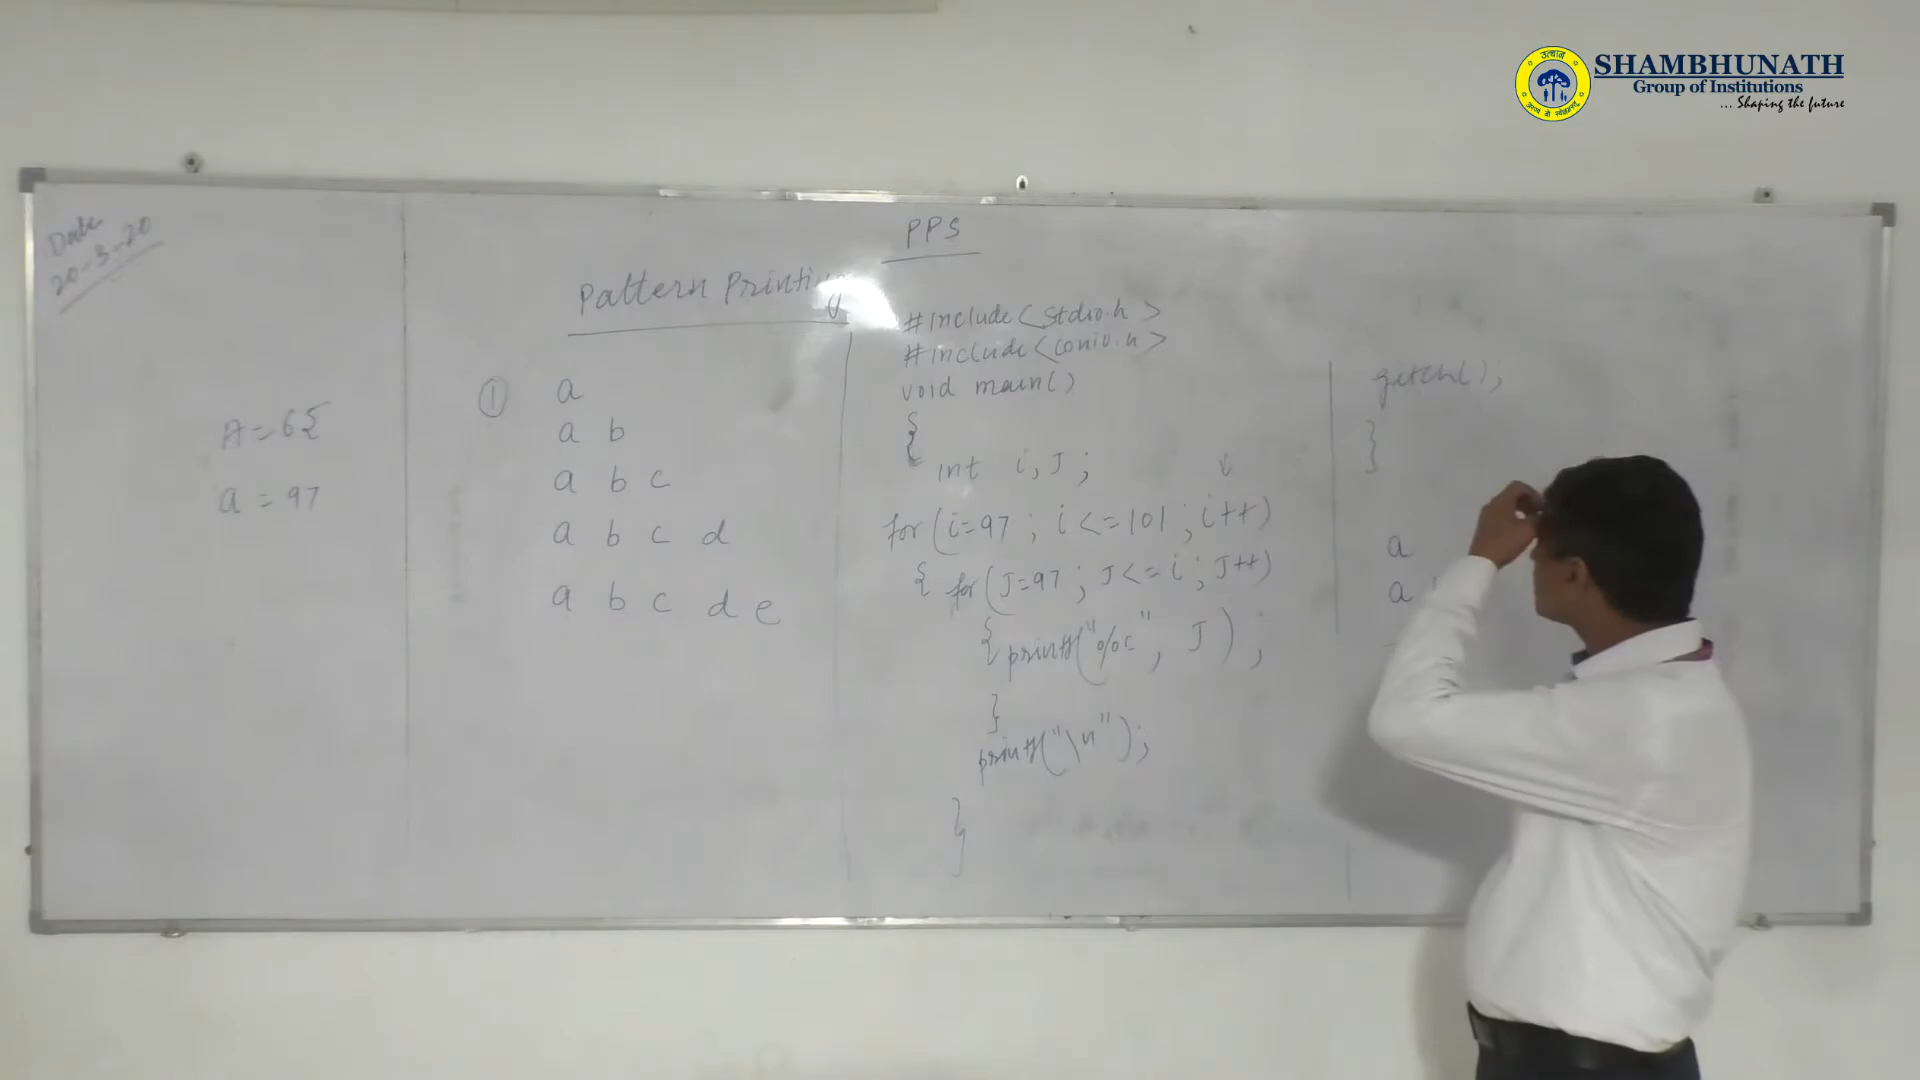 उत्थान
SHAMBHUNATH
Group of Institutions
... Shaping the future
Date
20-3-20
PPS
Pattern Printing
A = 65
a = 97
① a
a b
a b c
a b c d
a b c d e
#include<stdio.h>
#include<conio.h>
void main()
{
int i, J ;
for (i=97 ; i<=101 ; i++)
{ for (J=97 ; J<=i ; J++)
{ printf("%c", J ) ;
}
printf("\n");
}
getch();
}
a
a